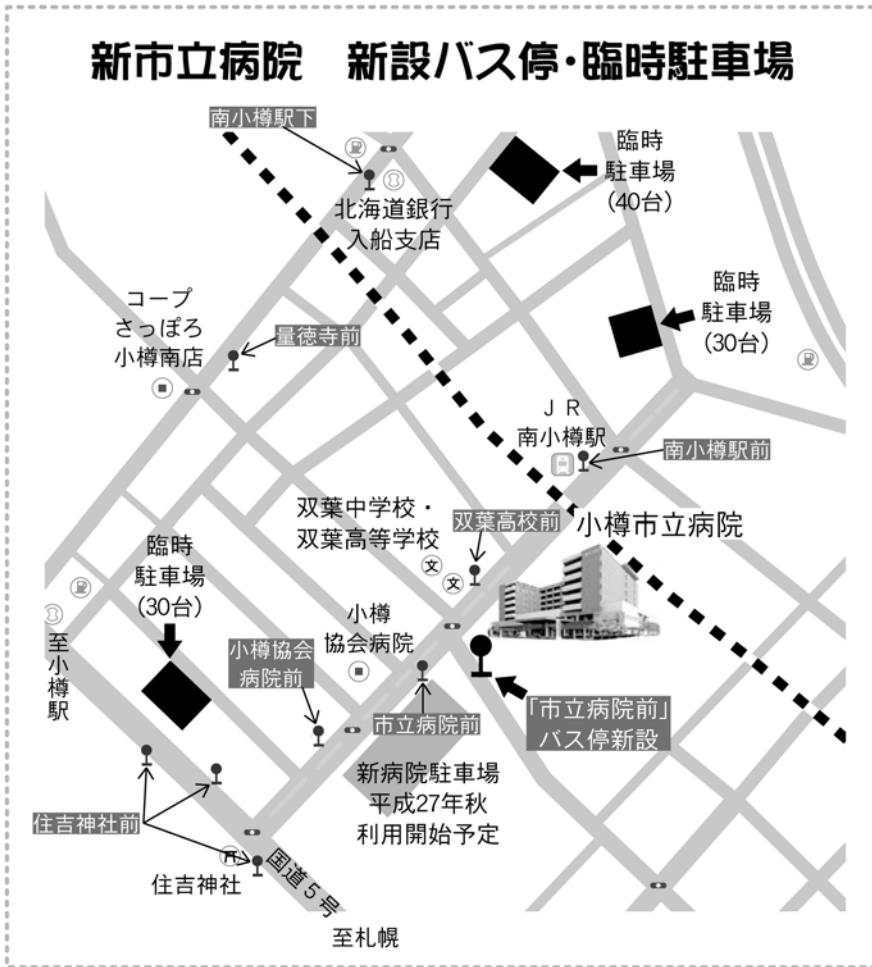 新市立病院　新設バス停・臨時駐車場
南小樽駅下
臨時
駐車場
(40台)
北海道銀行
入船支店
臨時
駐車場
(30台)
コープ
さっぽろ
小樽南店
量徳寺前
ＪＲ
南小樽駅
南小樽駅前
双葉中学校・
双葉高等学校
文
文
双葉高校前
小樽市立病院
臨時
駐車場
(30台)
至小樽駅
小樽
協会病院
小樽協会
病院前
市立病院前
「市立病院前」
バス停新設
新病院駐車場
平成27年秋
利用開始予定
住吉神社前
住吉神社
国道５号
至札幌